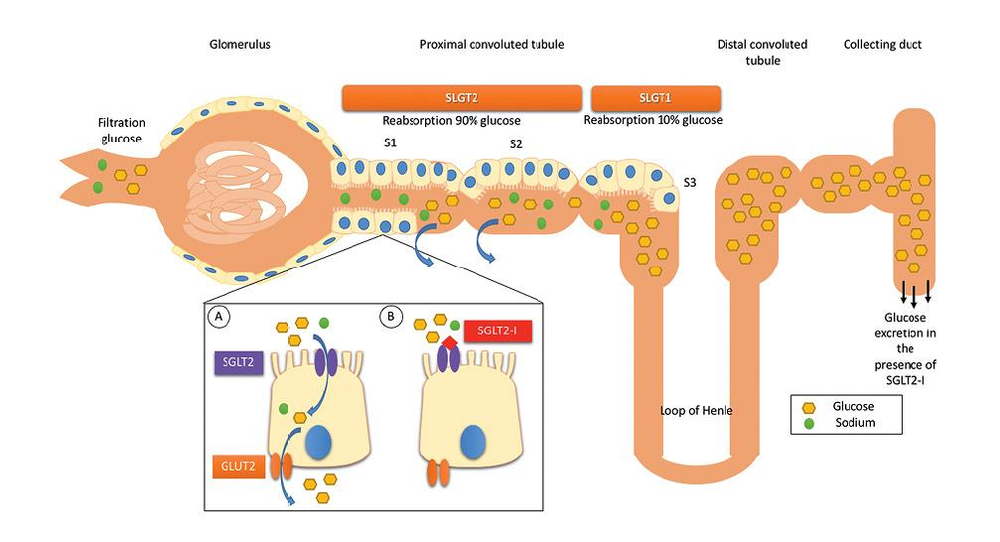 Glomerulus
Proximal convoluted tubule
Distal convoluted
tubule
Collecting duct
SLGT2
SLGT1
Reabsorption 90% glucose
Reabsorption 10% glucose
Filtration
glucose
S1
S2
S3
A
B
SGLT2-I
SGLT2
GLUT2
Glucose
excretion in
the
presence of
SGLT2-I
Loop of Henle
Glucose
Sodium